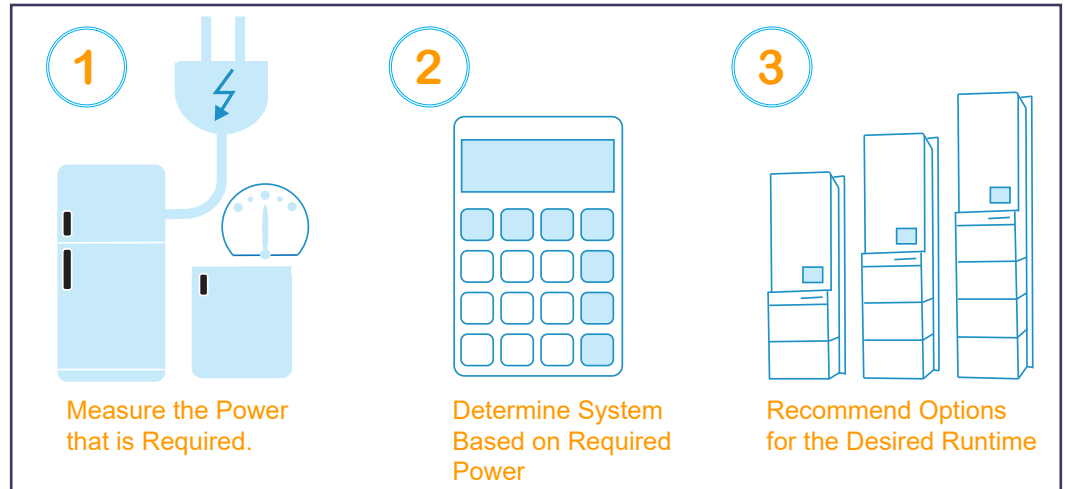 1
Measure the Power
that is Required.
2
Determine System
Based on Required
Power
3
Recommend Options
for the Desired Runtime